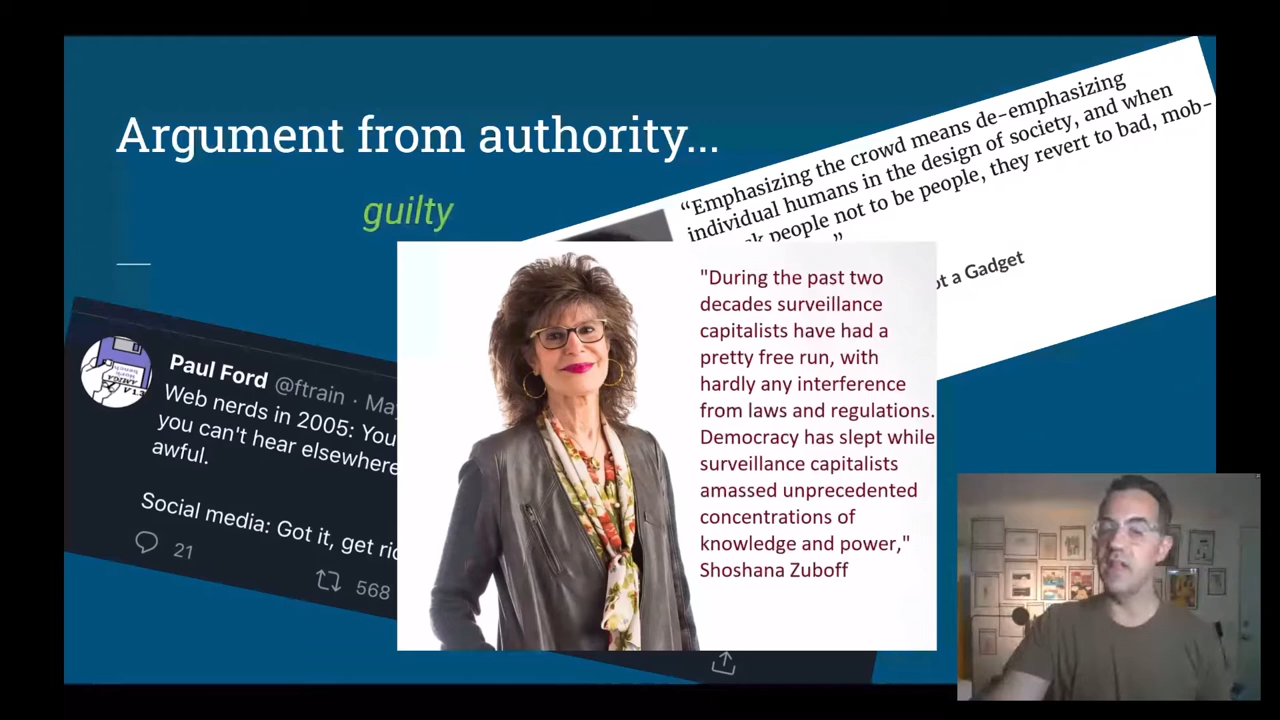 Argument from authority...
guilty
“Emphasizing the crowd means de-emphasizing
individual humans in the design of society, and when
people not to be people, they revert to bad, mob-
”
a Gadget
Paul Ford @ftrain ·
Web nerds in 2005:
you can't hear elsewhere
awful.
Social media: Got it, get
21
568
"During the past two
decades surveillance
capitalists have had a
pretty free run, with
hardly any interference
from laws and regulations.
Democracy has slept while
surveillance capitalists
amassed unprecedented
concentrations of
knowledge and power,"
Shoshana Zuboff